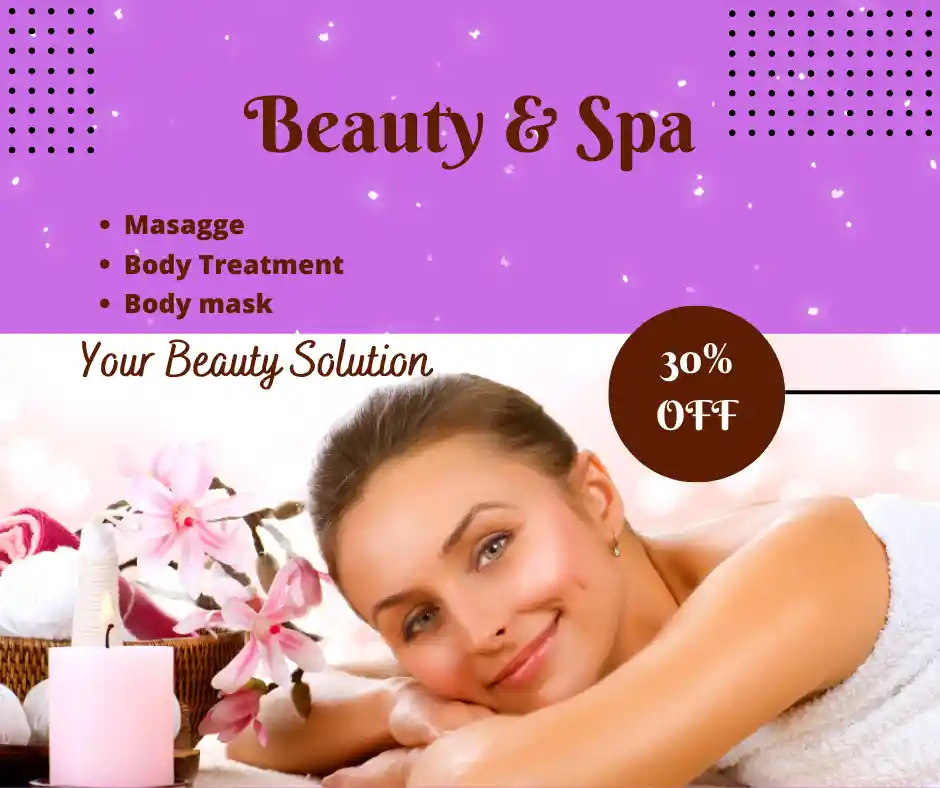 Beauty & Spa
• Masagge
• Body Treatment
• Body mask
Your Beauty Solution
30%
OFF